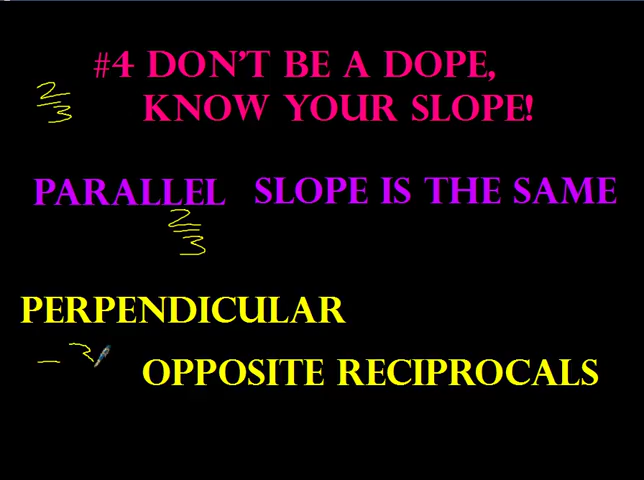 #4 DON'T BE A DOPE,
2/3
KNOW YOUR SLOPE!
PARALLEL SLOPE IS THE SAME
2/3
PERPENDICULAR
- 3
OPPOSITE RECIPROCALS